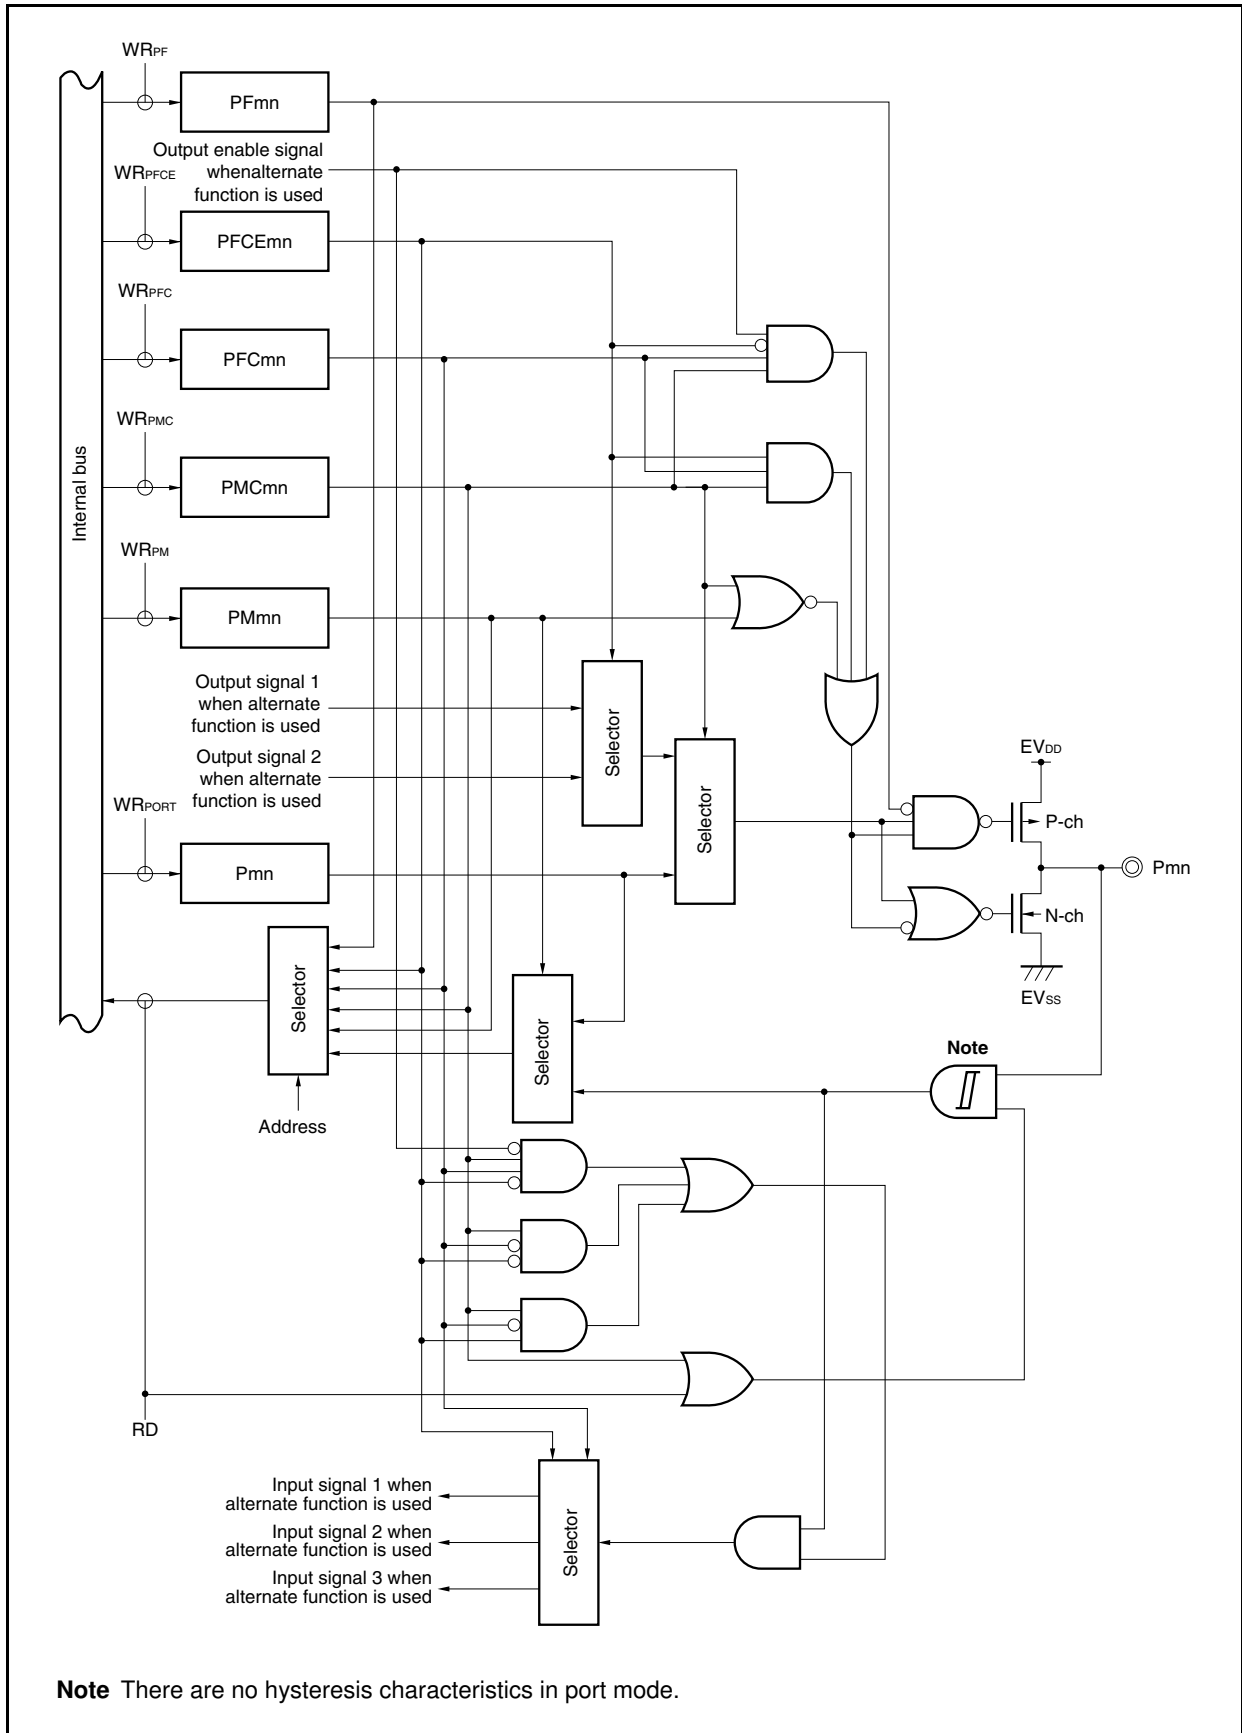 WRPF
PFmn
Output enable signal
whenalternate
function is used
WRPFCE
PFCEmn
WRPFC
PFCmn
WRPMC
PMCmn
Internal bus
WRPM
PMmn
Output signal 1
when alternate
function is used
Selector
Output signal 2
when alternate
function is used
Selector
EVDD
P-ch
WRPORT
Pmn
Pmn
N-ch
EVSS
Selector
Selector
Note
Address
RD
Input signal 1 when
alternate function is used
Input signal 2 when
alternate function is used
Input signal 3 when
alternate function is used
Selector
Note There are no hysteresis characteristics in port mode.